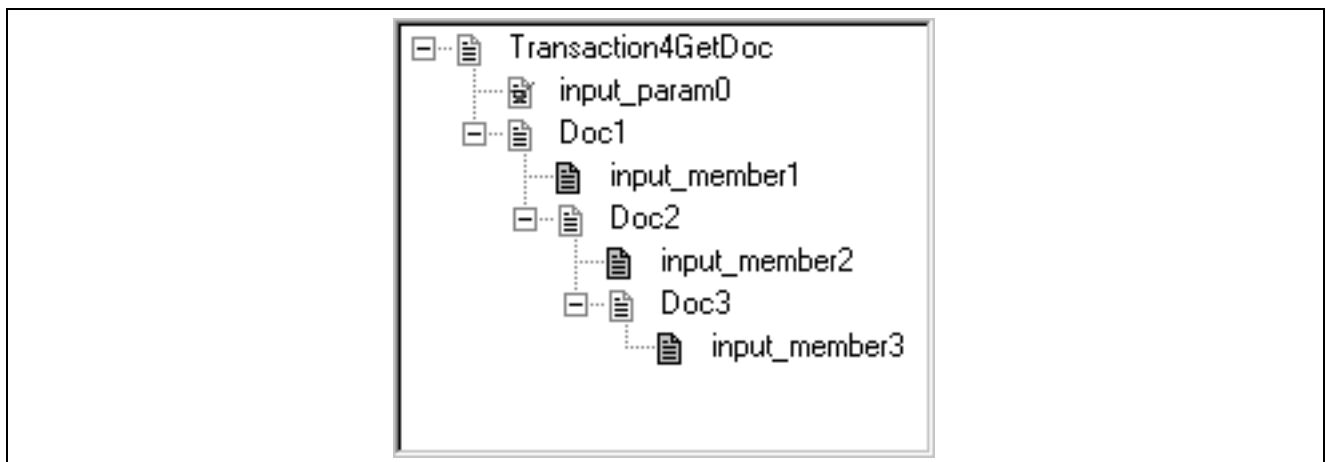 Transaction4GetDoc
input_param0
Doc1
input_member1
Doc2
input_member2
Doc3
input_member3